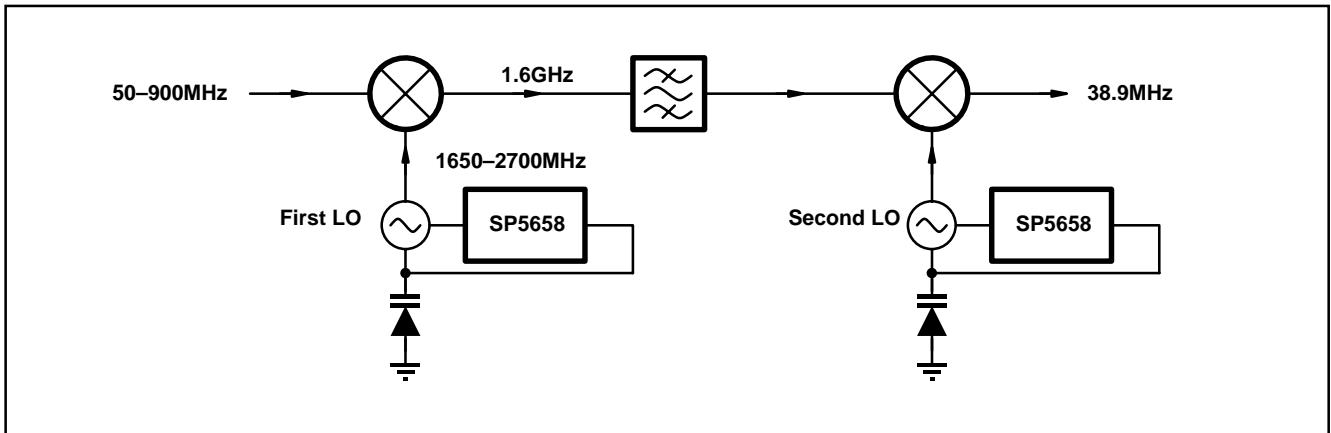 50–900MHz
1.6GHz
38.9MHz
1650–2700MHz
First LO
SP5658
Second LO
SP5658